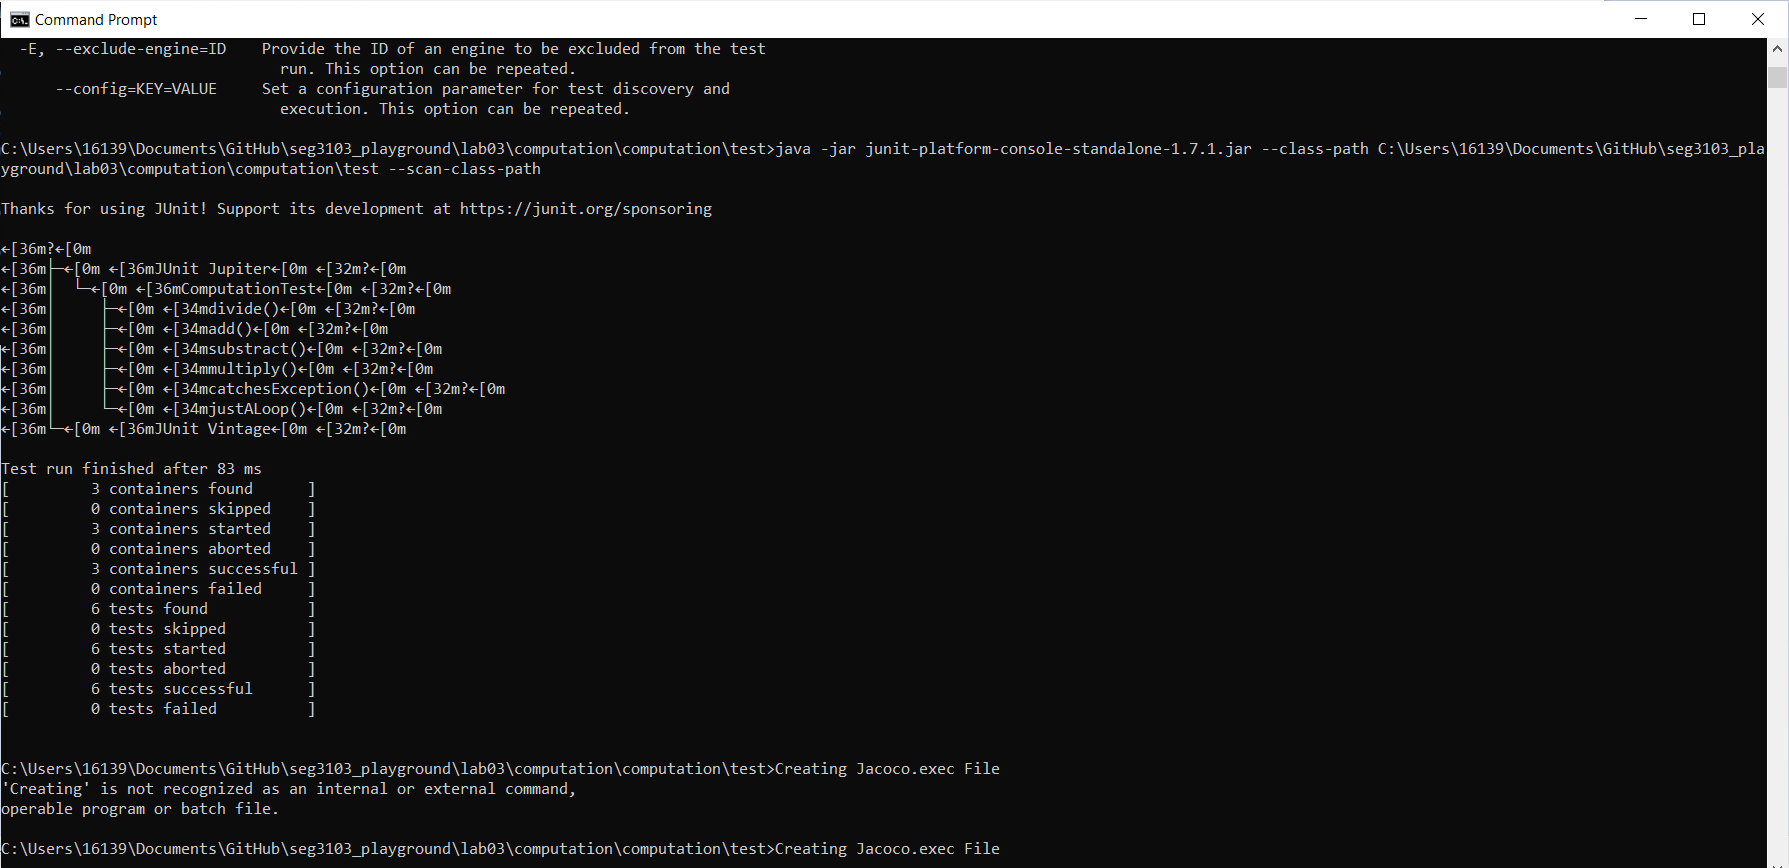 Command Prompt
-E, --exclude-engine=ID    Provide the ID of an engine to be excluded from the test
run. This option can be repeated.
--config=KEY=VALUE     Set a configuration parameter for test discovery and
execution. This option can be repeated.
C:\Users\16139\Documents\GitHub\seg3103_playground\lab03\computation\computation\test>java -jar junit-platform-console-standalone-1.7.1.jar --class-path C:\Users\16139\Documents\GitHub\seg3103_pla
yground\lab03\computation\computation\test --scan-class-path
Thanks for using JUnit! Support its development at https://junit.org/sponsoring
←[36m?←[0m
←[36m├─←[0m ←[36mJUnit Jupiter←[0m ←[32m?←[0m
←[36m│  └─←[0m ←[36mComputationTest←[0m ←[32m?←[0m
←[36m│     ├─←[0m ←[34mdivide()←[0m ←[32m?←[0m
←[36m│     ├─←[0m ←[34madd()←[0m ←[32m?←[0m
←[36m│     ├─←[0m ←[34msubstract()←[0m ←[32m?←[0m
←[36m│     ├─←[0m ←[34mmultiply()←[0m ←[32m?←[0m
←[36m│     ├─←[0m ←[34mcatchesException()←[0m ←[32m?←[0m
←[36m│     └─←[0m ←[34mjustALoop()←[0m ←[32m?←[0m
←[36m└─←[0m ←[36mJUnit Vintage←[0m ←[32m?←[0m
Test run finished after 83 ms
[         3 containers found      ]
[         0 containers skipped    ]
[         3 containers started    ]
[         0 containers aborted    ]
[         3 containers successful ]
[         0 containers failed     ]
[         6 tests found           ]
[         0 tests skipped         ]
[         6 tests started         ]
[         0 tests aborted         ]
[         6 tests successful      ]
[         0 tests failed          ]
C:\Users\16139\Documents\GitHub\seg3103_playground\lab03\computation\computation\test>Creating Jacoco.exec File
'Creating' is not recognized as an internal or external command,
operable program or batch file.
C:\Users\16139\Documents\GitHub\seg3103_playground\lab03\computation\computation\test>Creating Jacoco.exec File